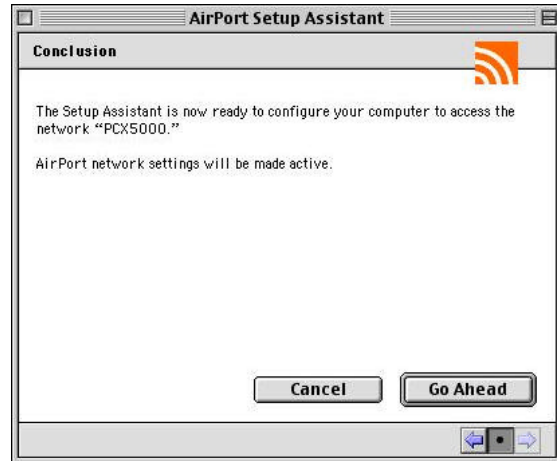 AirPort Setup Assistant
Conclusion
The Setup Assistant is now ready to configure your computer to access the
network “PCX5000.”
AirPort network settings will be made active.
Cancel
Go Ahead